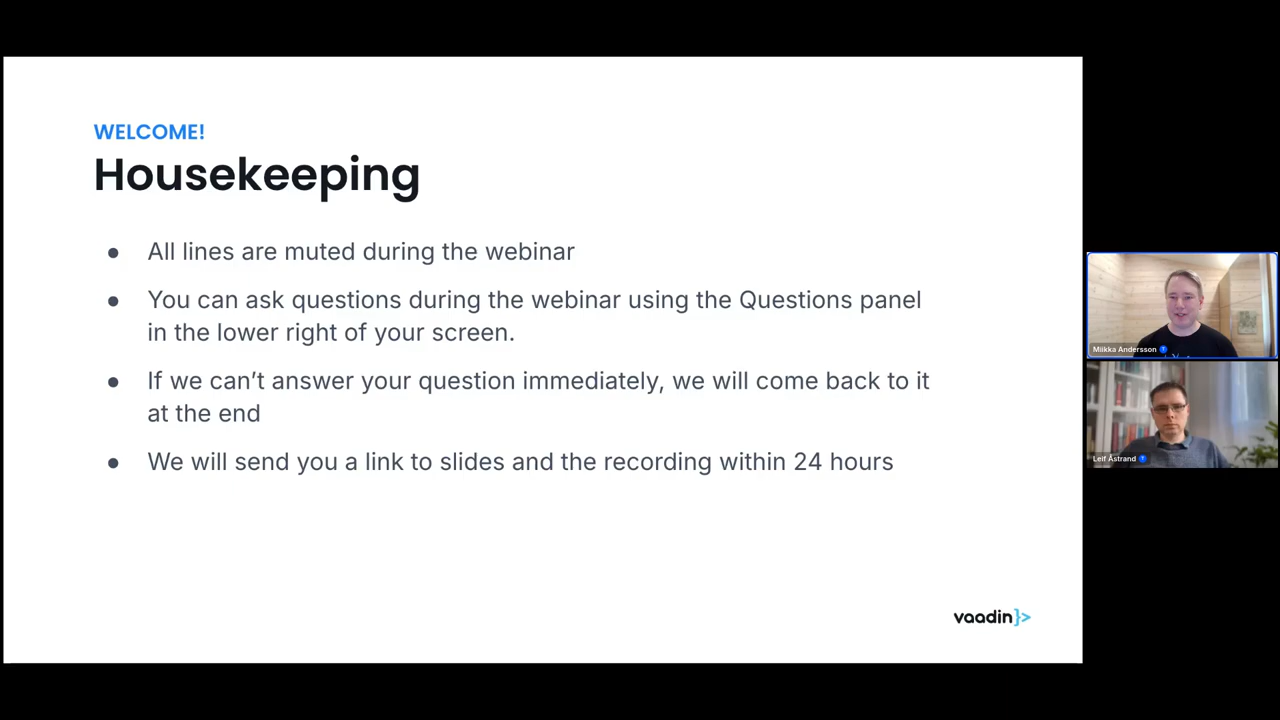 WELCOME!
Housekeeping
● All lines are muted during the webinar
● You can ask questions during the webinar using the Questions panel
in the lower right of your screen.
● If we can’t answer your question immediately, we will come back to it
at the end
● We will send you a link to slides and the recording within 24 hours
vaadin}>
Miikka Andersson
Leif Åstrand